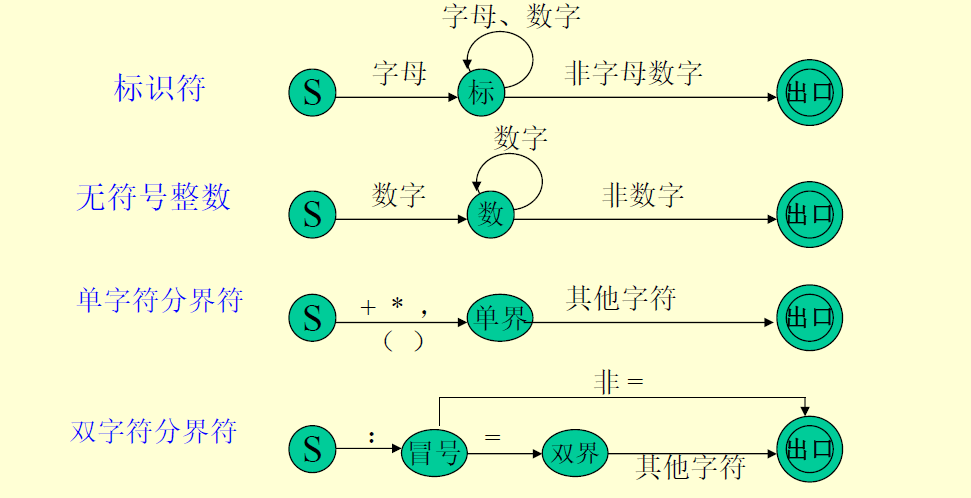 字母、数字
标识符 S 字母 标 非字母数字 出口
数字
无符号整数 S 数字 数 非数字 出口
单字符分界符 S + * , 单界 其他字符 出口
( )
非 =
双字符分界符 S : 冒号 = 双界 其他字符 出口